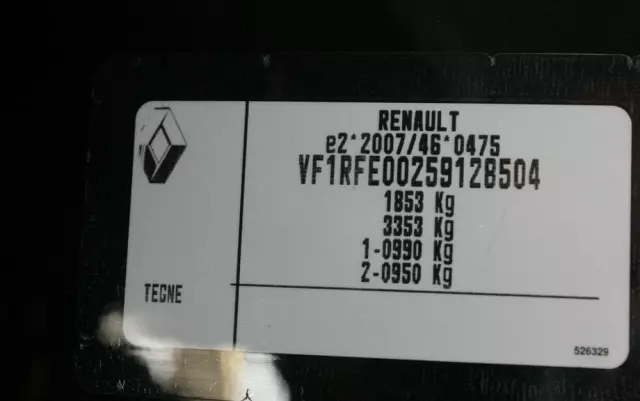 RENAULT
e2*2007/46*0475
VF1RFE00259128504
1853 Kg
3353 Kg
1-0990 Kg
2-0950 Kg
TEGNE
526329